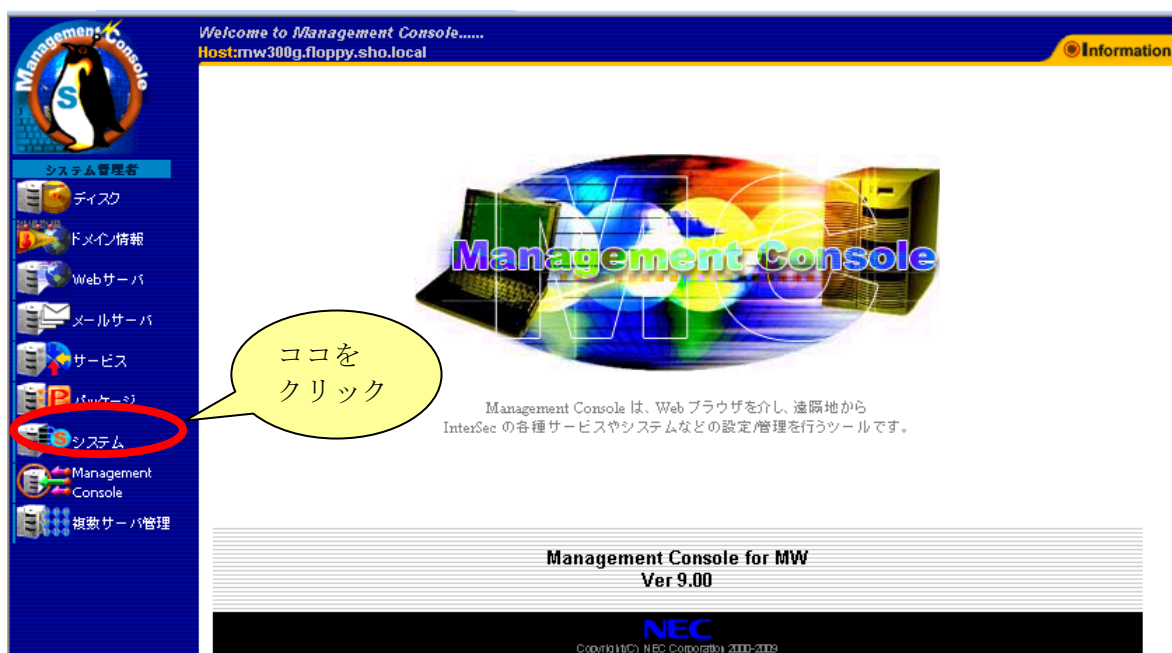 Management Console
Welcome to Management Console......
Host:mw300g.floppy.sho.local
Information
S
システム管理者
ディスク
ドメイン情報
Webサーバ
メールサーバ
サービス
パッケージ
システム
Management
Console
複数サーバ管理
ココを
クリック
MC
Management Console
Management Console は、Web ブラウザを介し、遠隔地から
InterSec の各種サービスやシステムなどの設定/管理を行うツールです。
Management Console for MW
Ver 9.00
NEC
Copyright(C) NEC Corporation 2000-2009